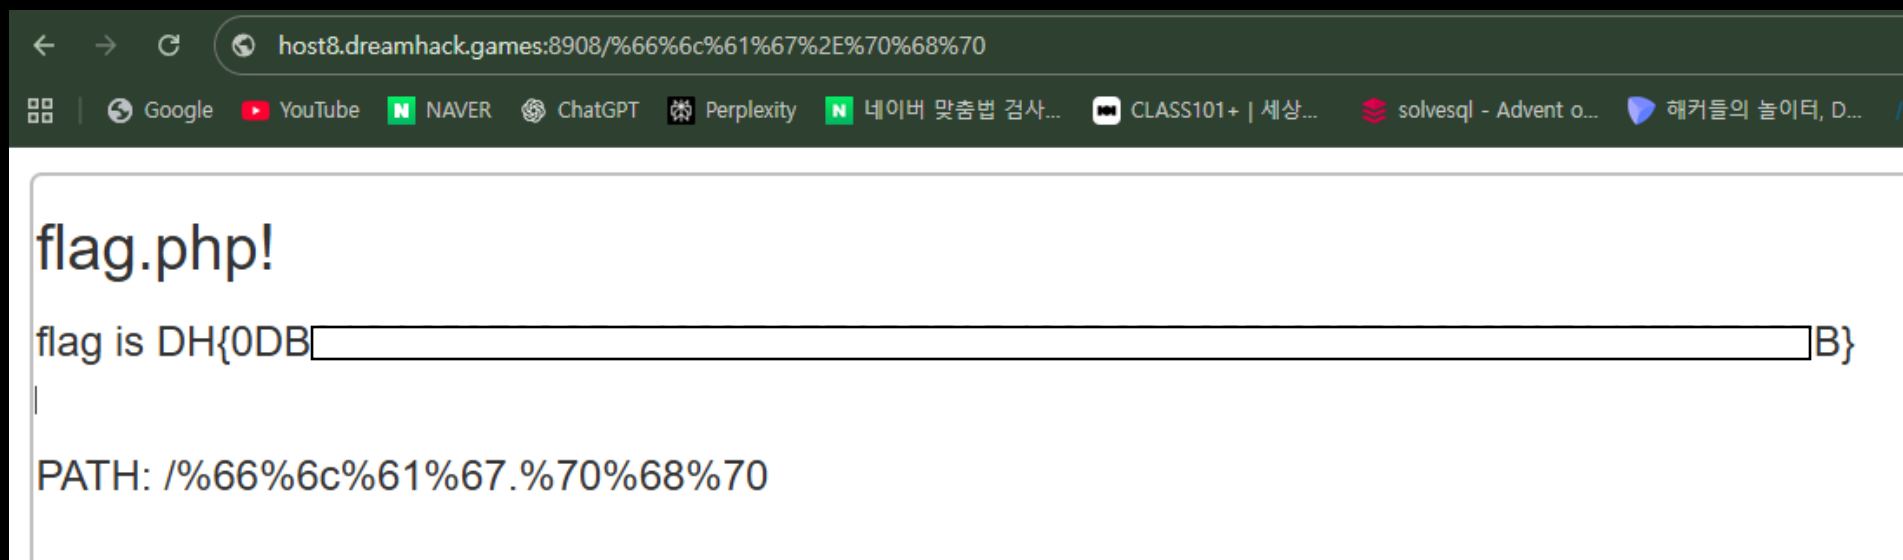 host8.dreamhack.games:8908/%66%6c%61%67%2E%70%68%70
Google YouTube NAVER ChatGPT Perplexity 네이버 맞춤법 검사... CLASS101+ | 세상... solvesql - Advent o... 해커들의 놀이터, D...
flag.php!
flag is DH{0DB B}
PATH: /%66%6c%61%67.%70%68%70